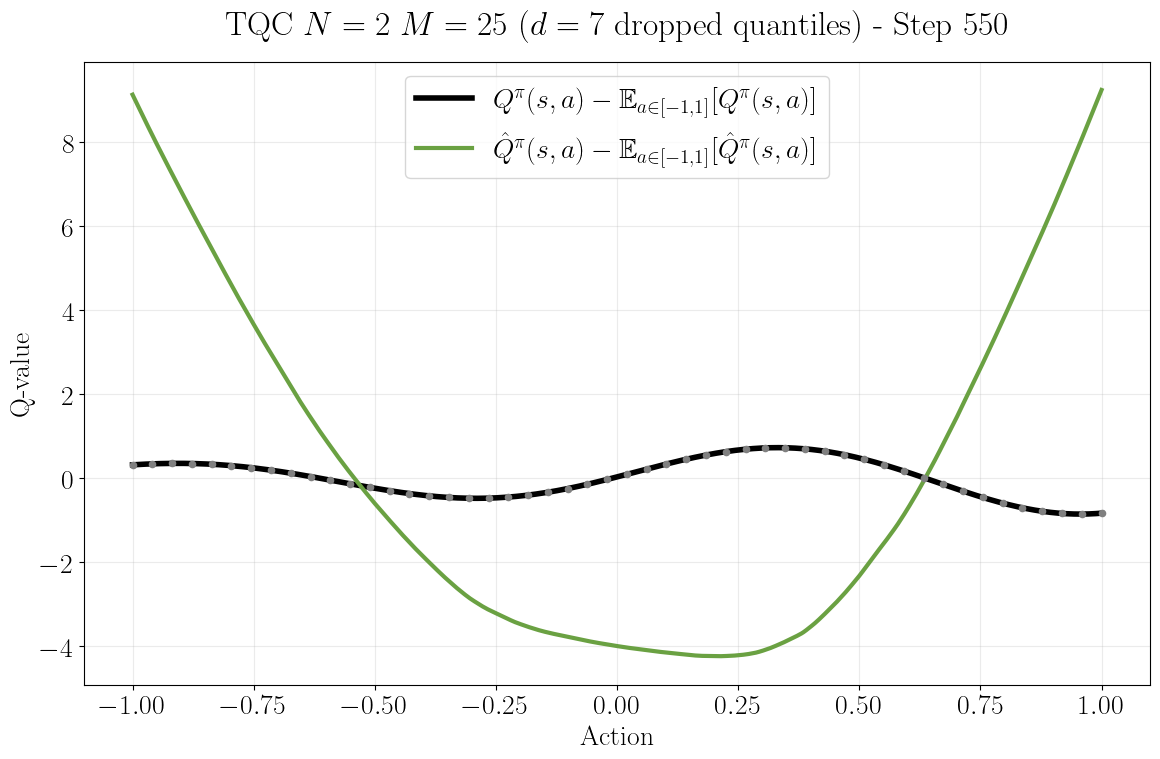 TQC N = 2 M = 25 (d = 7 dropped quantiles) - Step 550
Q^π(s, a) − 𝔼_{a∈[−1,1]}[Q^π(s, a)]
Q̂^π(s, a) − 𝔼_{a∈[−1,1]}[Q̂^π(s, a)]
8
6
4
2
0
−2
−4
Q-value
−1.00 −0.75 −0.50 −0.25 0.00 0.25 0.50 0.75 1.00
Action